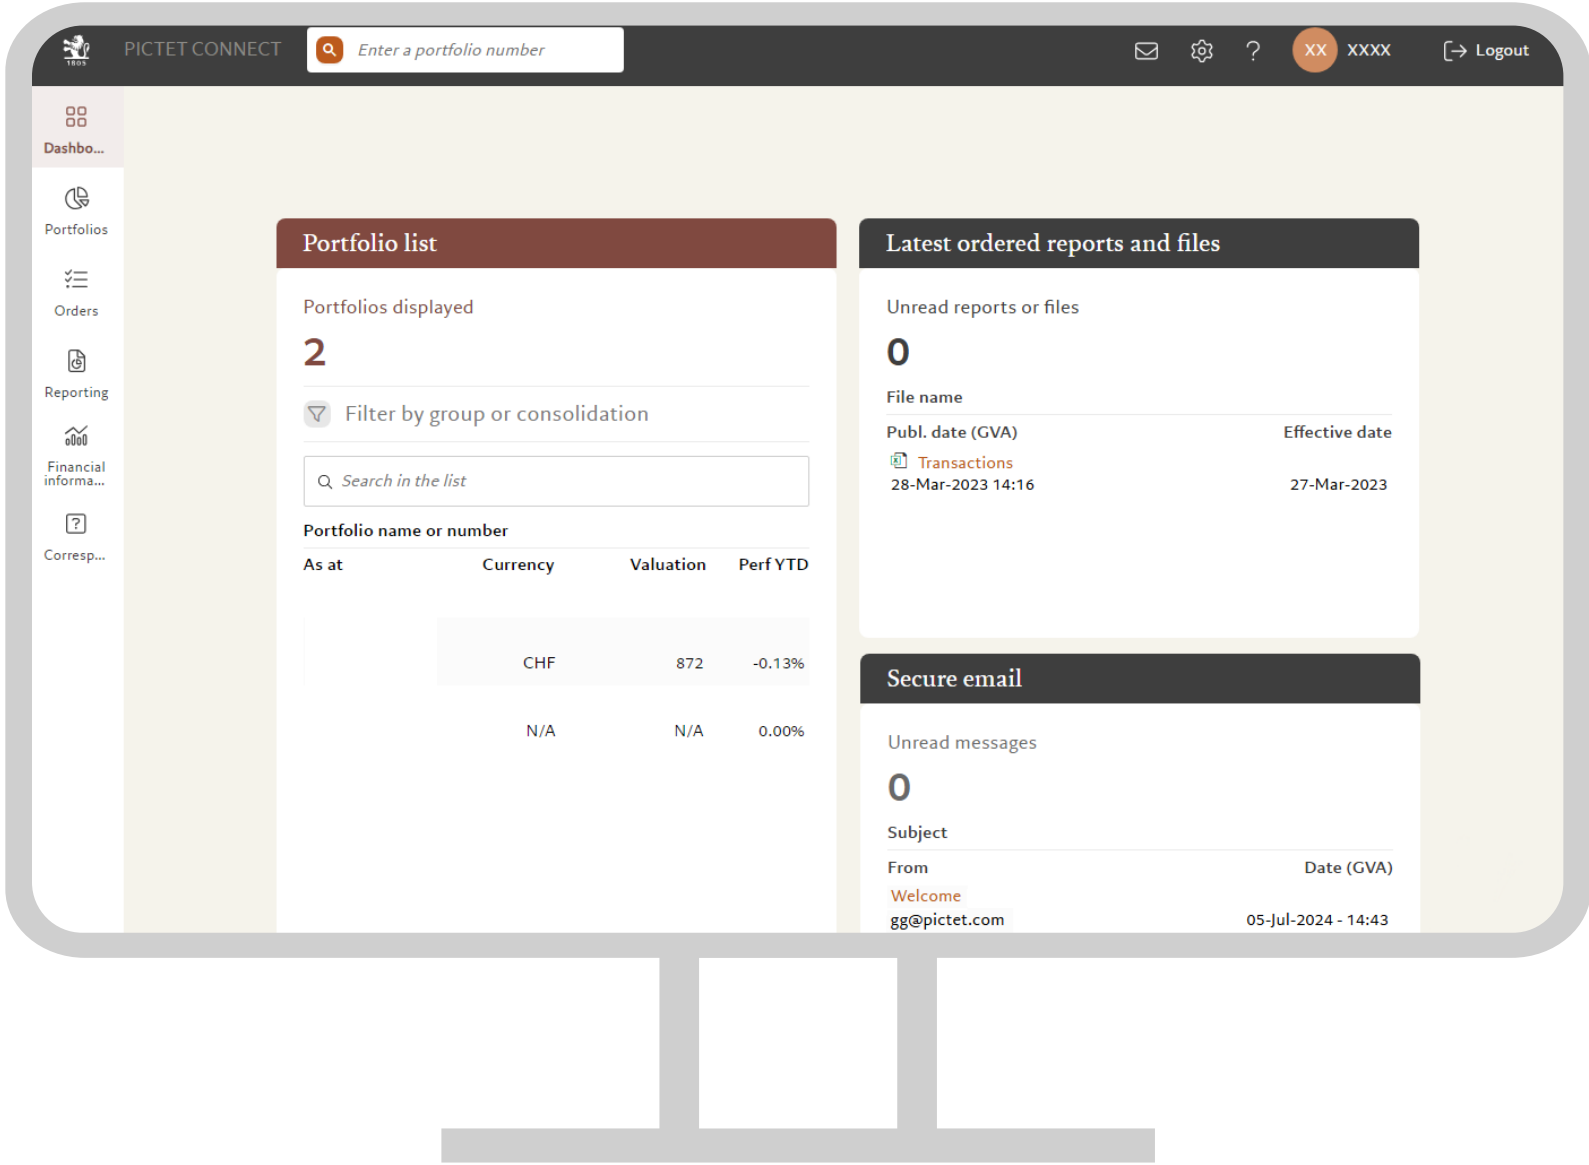 1805
PICTET CONNECT
Enter a portfolio number
?
XX
XXXX
Logout
Dashbo...
Portfolios
Orders
Reporting
Financial
informa...
?
Corresp...
Portfolio list
Portfolios displayed
2
Filter by group or consolidation
Search in the list
Portfolio name or number
As at Currency Valuation Perf YTD
CHF 872 -0.13%
N/A N/A 0.00%
Latest ordered reports and files
Unread reports or files
0
File name
Publ. date (GVA) Effective date
Transactions
28-Mar-2023 14:16 27-Mar-2023
Secure email
Unread messages
0
Subject
From Date (GVA)
Welcome
gg@pictet.com 05-Jul-2024 - 14:43